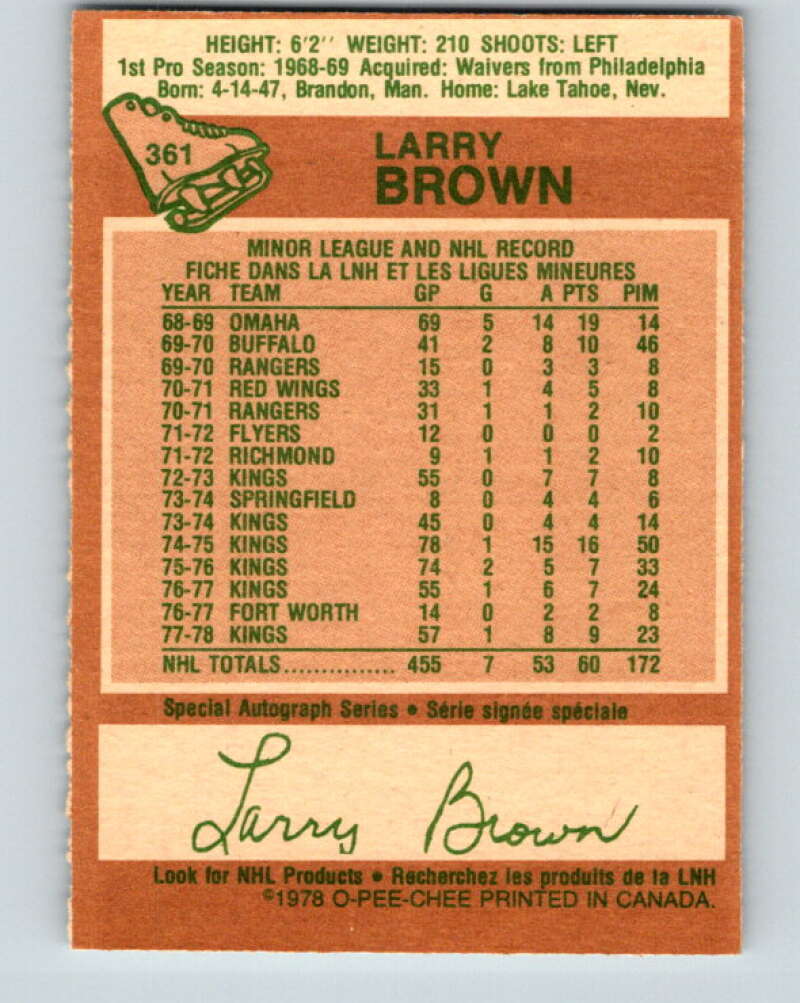 HEIGHT: 6'2'' WEIGHT: 210 SHOOTS: LEFT
1st Pro Season: 1968-69 Acquired: Waivers from Philadelphia
Born: 4-14-47, Brandon, Man. Home: Lake Tahoe, Nev.
361
LARRY
BROWN
MINOR LEAGUE AND NHL RECORD
FICHE DANS LA LNH ET LES LIGUES MINEURES
YEAR TEAM GP G A PTS PIM
68-69 OMAHA 69 5 14 19 14
69-70 BUFFALO 41 2 8 10 46
69-70 RANGERS 15 0 3 3 8
70-71 RED WINGS 33 1 4 5 8
70-71 RANGERS 31 1 1 2 10
71-72 FLYERS 12 0 0 0 2
71-72 RICHMOND 9 1 1 2 10
72-73 KINGS 55 0 7 7 8
73-74 SPRINGFIELD 8 0 4 4 6
73-74 KINGS 45 0 4 4 14
74-75 KINGS 78 1 15 16 50
75-76 KINGS 74 2 5 7 33
76-77 KINGS 55 1 6 7 24
76-77 FORT WORTH 14 0 2 2 8
77-78 KINGS 57 1 8 9 23
NHL TOTALS............... 455 7 53 60 172
Special Autograph Series • Série signée spéciale
Larry Brown
Look for NHL Products • Recherchez les produits de la LNH
©1978 O-PEE-CHEE PRINTED IN CANADA.